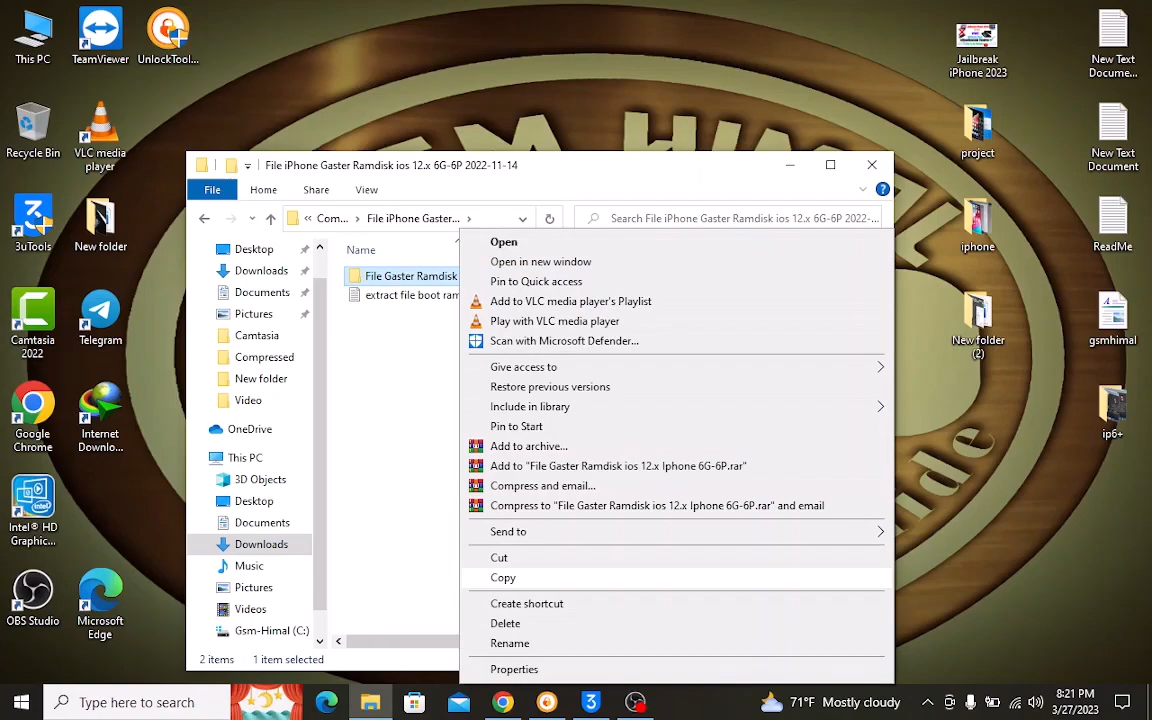 This PC
TeamViewer
UnlockTool...
Jailbreak
iPhone 2023
New Text
Docume...
Recycle Bin
VLC media
player
project
New Text
Document
3uTools
New folder
iphone
ReadMe
Camtasia
2022
Telegram
New folder
(2)
gsmhimal
Google
Chrome
Internet
Downlo...
ip6+
Intel® HD
Graphic...
OBS Studio
Microsoft
Edge
File iPhone Gaster Ramdisk ios 12.x 6G-6P 2022-11-14
File
Home
Share
View
« Com... > File iPhone Gaster... >
Search File iPhone Gaster Ramdisk ios 12.x 6G-6P 2022-...
Desktop
Downloads
Documents
Pictures
Camtasia
Compressed
New folder
Video
OneDrive
This PC
3D Objects
Desktop
Documents
Downloads
Music
Pictures
Videos
Gsm-Himal (C:)
Name
File Gaster Ramdisk
extract file boot ram
2 items
1 item selected
Open
Open in new window
Pin to Quick access
Add to VLC media player's Playlist
Play with VLC media player
Scan with Microsoft Defender...
Give access to
Restore previous versions
Include in library
Pin to Start
Add to archive...
Add to "File Gaster Ramdisk ios 12.x Iphone 6G-6P.rar"
Compress and email...
Compress to "File Gaster Ramdisk ios 12.x Iphone 6G-6P.rar" and email
Send to
Cut
Copy
Create shortcut
Delete
Rename
Properties
Type here to search
71°F Mostly cloudy
8:21 PM
3/27/2023